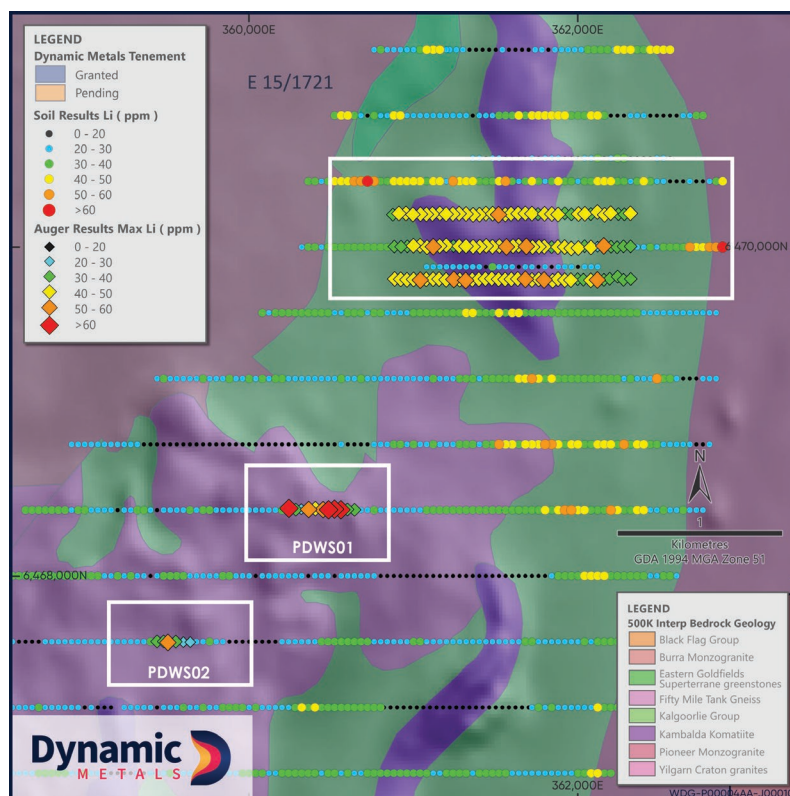 360,000E
362,000E
LEGEND
Dynamic Metals Tenement
Granted
Pending
Soil Results Li ( ppm )
0 - 20
20 - 30
30 - 40
40 - 50
50 - 60
>60
Auger Results Max Li ( ppm )
0 - 20
20 - 30
30 - 40
40 - 50
50 - 60
>60
E 15/1721
6,470,000N
N
1
Kilometres
GDA 1994 MGA Zone 51
PDWS01
6,468,000N
PDWS02
LEGEND
500K Interp Bedrock Geology
Black Flag Group
Burra Monzogranite
Eastern Goldfields
Superterrane greenstones
Fifty Mile Tank Gneiss
Kalgoorlie Group
Kambalda Komatiite
Pioneer Monzogranite
Yilgarn Craton granites
Dynamic
METALS
362,000E